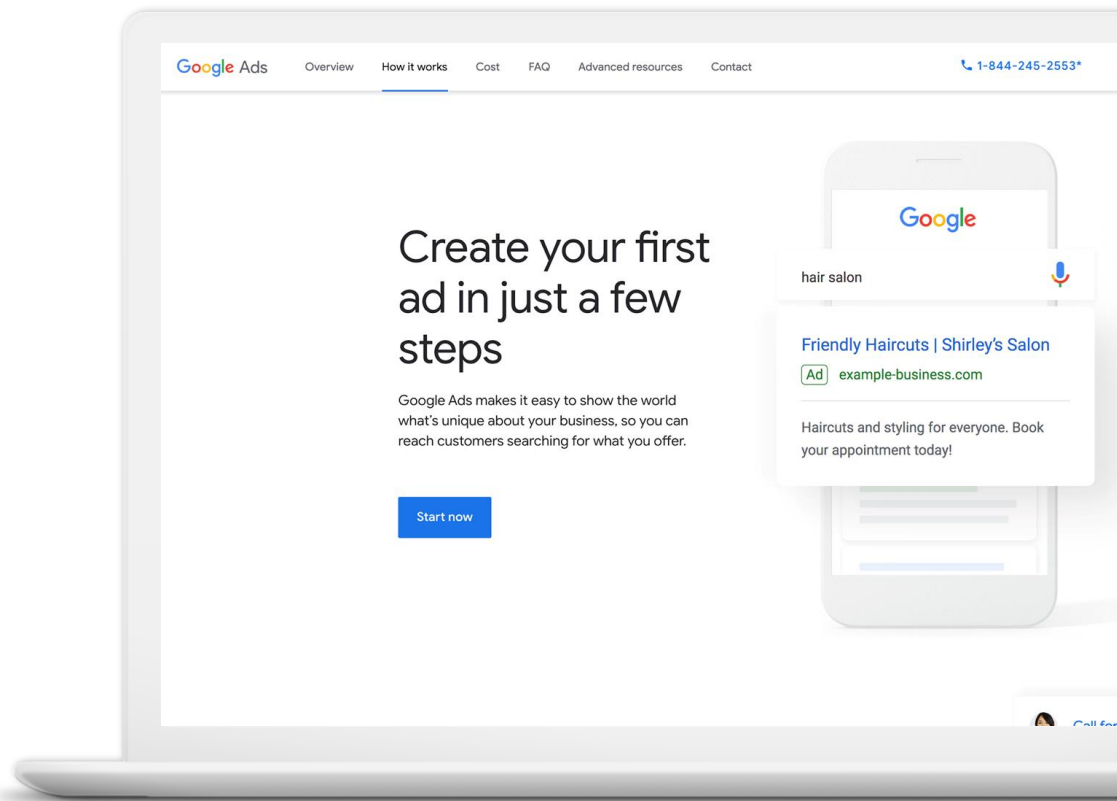 Google Ads
Overview
How it works
Cost
FAQ
Advanced resources
Contact
1-844-245-2553*
Create your first
ad in just a few
steps
Google Ads makes it easy to show the world
what's unique about your business, so you can
reach customers searching for what you offer.
Start now
Google
hair salon
Friendly Haircuts | Shirley's Salon
Ad example-business.com
Haircuts and styling for everyone. Book
your appointment today!
Call for